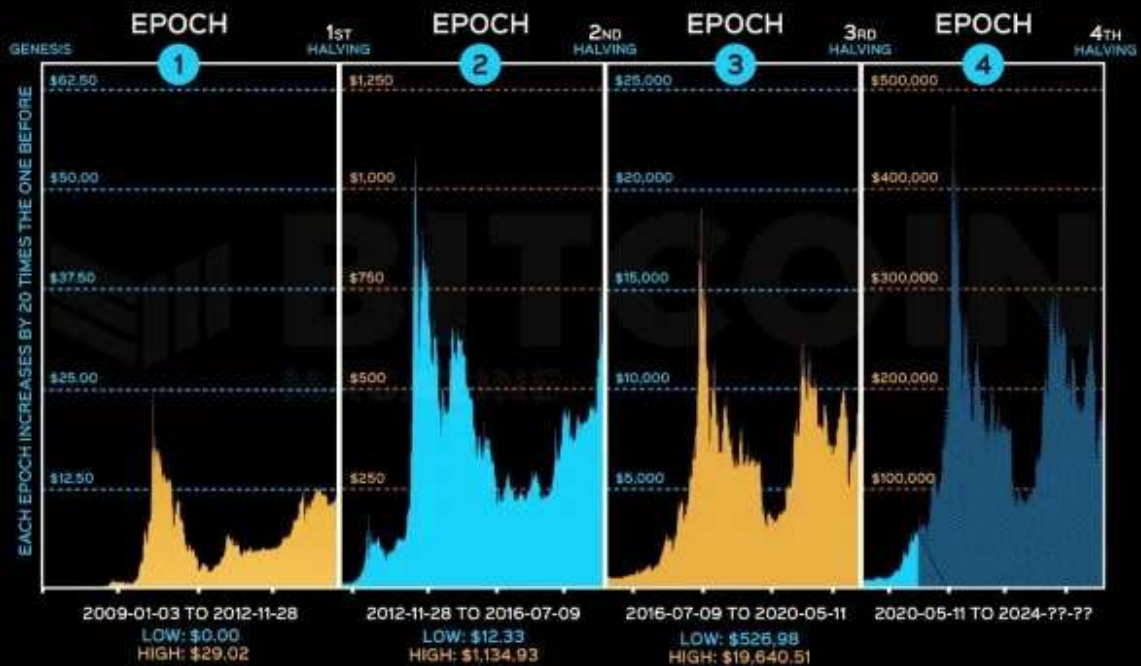 EPOCH
EPOCH
EPOCH
EPOCH
GENESIS
1ST
HALVING
2ND
HALVING
3RD
HALVING
4TH
HALVING
1
2
3
4
EACH EPOCH INCREASES BY 20 TIMES THE ONE BEFORE
$62.50
$50.00
$37.50
$25.00
$12.50
$1,250
$1,000
$750
$500
$250
$25,000
$20,000
$15,000
$10,000
$5,000
$500,000
$400,000
$300,000
$200,000
$100,000
BITCOIN
2009-01-03 TO 2012-11-28
LOW: $0.00
HIGH: $29.02
2012-11-28 TO 2016-07-09
LOW: $12.33
HIGH: $1,134.93
2016-07-09 TO 2020-05-11
LOW: $526.98
HIGH: $19,640.51
2020-05-11 TO 2024-??-??